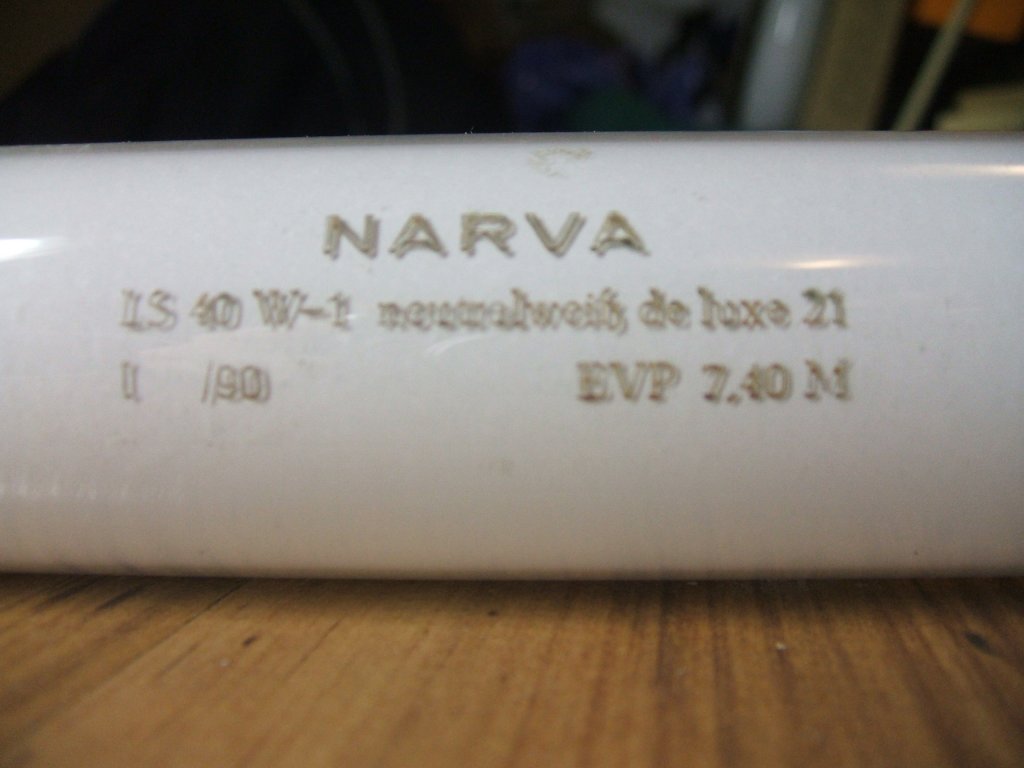 NARVA
LS 40 W-1 neutralweiß de luxe 21
I /90 EVP 7,40 M